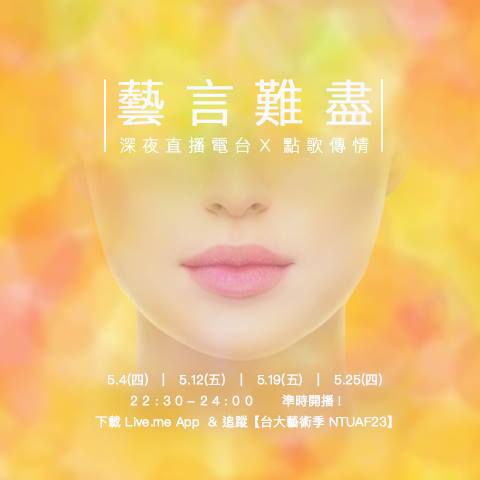 藝言難盡
深夜直播電台X 點歌傳情
5.4(四) | 5.12(五) | 5.19(五) | 5.25(四)
22:30-24:00 準時開播!
下載 Live.me App & 追蹤【台大藝術季 NTUAF23】